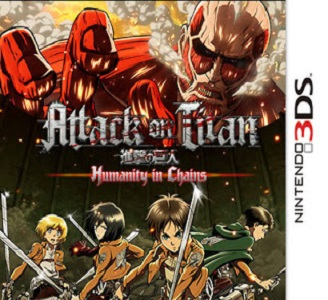 Attack on Titan
進撃の巨人
Humanity in Chains
NINTENDO 3DS